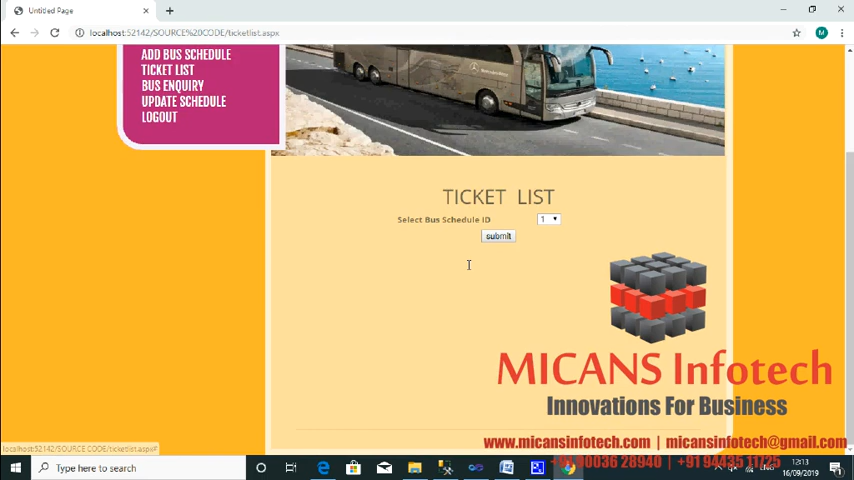 Untitled Page
localhost:52142/SOURCE%20CODE/ticketlist.aspx
M
ADD BUS SCHEDULE
TICKET LIST
BUS ENQUIRY
UPDATE SCHEDULE
LOGOUT
TICKET LIST
Select Bus Schedule ID 1
submit
MICANS Infotech
Innovations For Business
www.micansinfotech.com | micansinfotech@gmail.com
localhost:52142/SOURCE CODE/ticketlist.aspx#
+91 90036 28940 | +91 94435 11725
Type here to search
ENG
12:13
16/09/2019